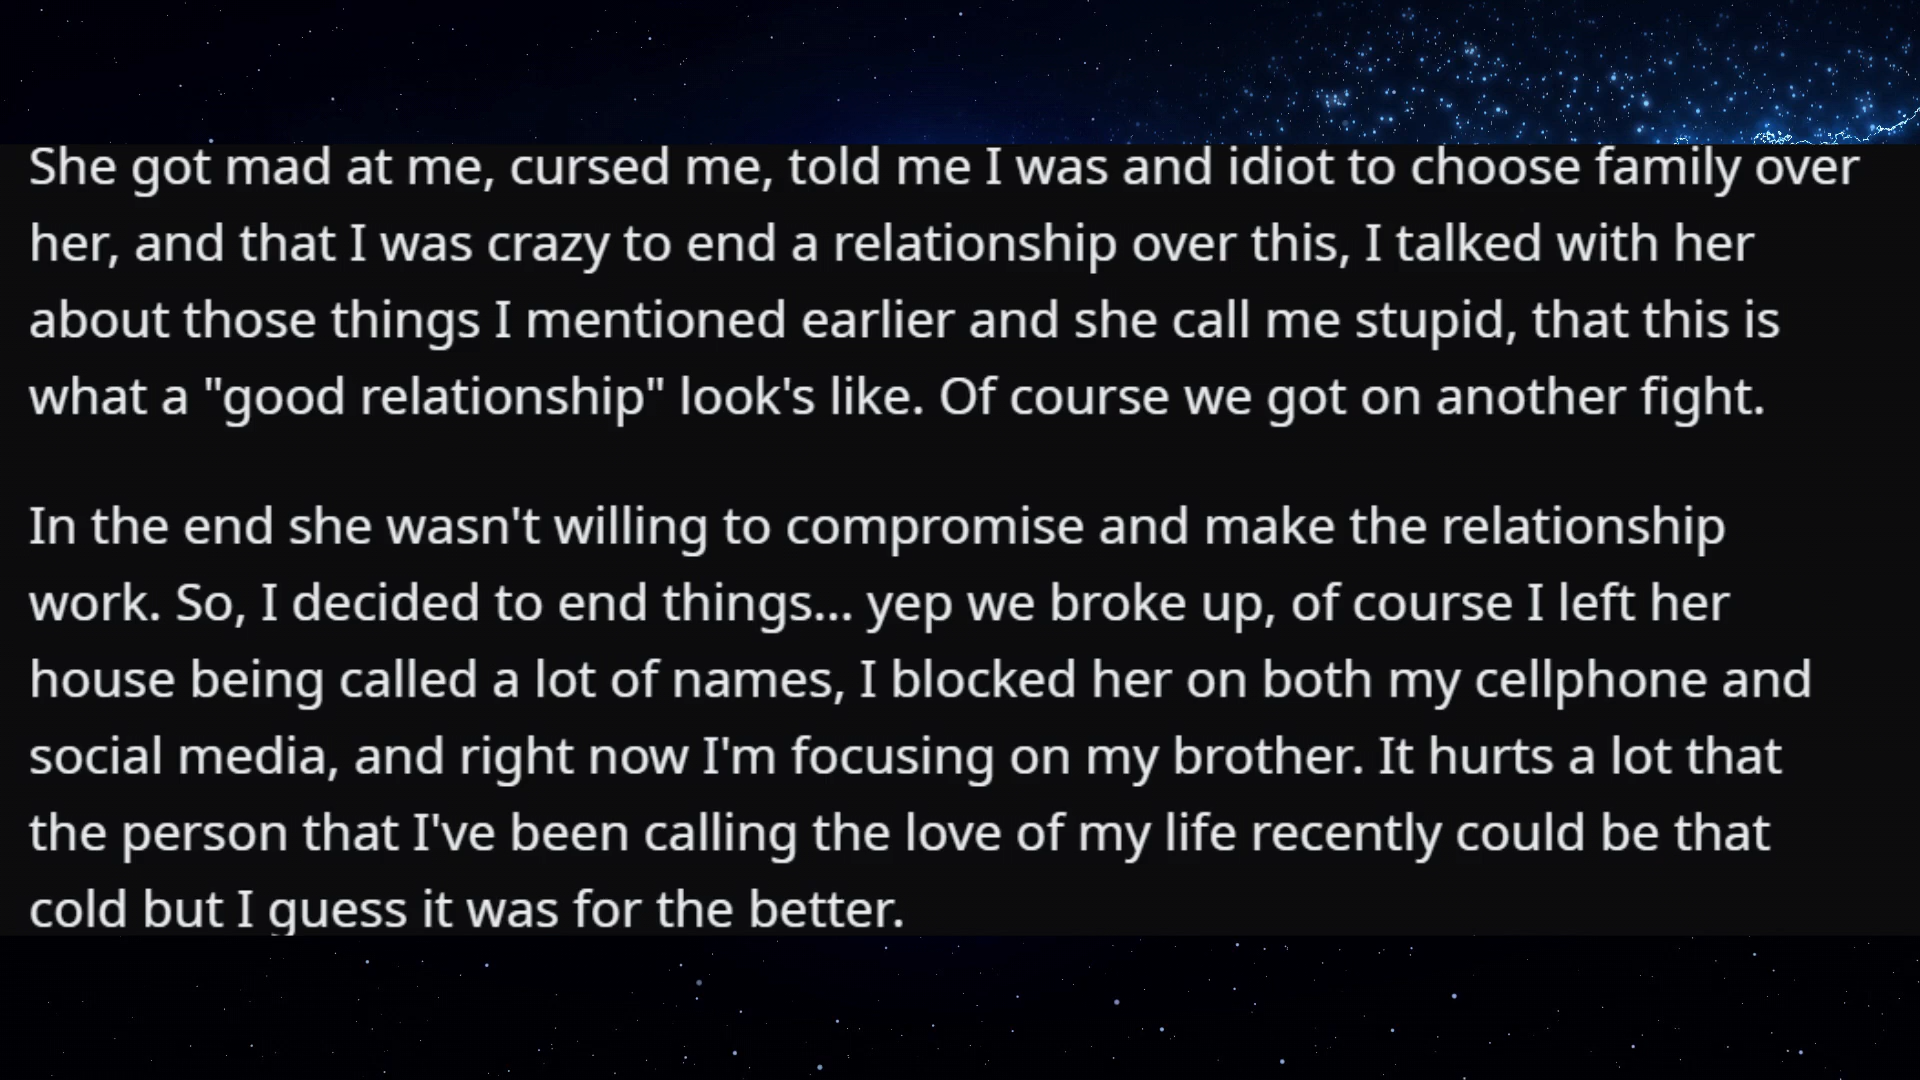 She got mad at me, cursed me, told me I was and idiot to choose family over
her, and that I was crazy to end a relationship over this, I talked with her
about those things I mentioned earlier and she call me stupid, that this is
what a "good relationship" look's like. Of course we got on another fight.
In the end she wasn't willing to compromise and make the relationship
work. So, I decided to end things... yep we broke up, of course I left her
house being called a lot of names, I blocked her on both my cellphone and
social media, and right now I'm focusing on my brother. It hurts a lot that
the person that I've been calling the love of my life recently could be that
cold but I guess it was for the better.